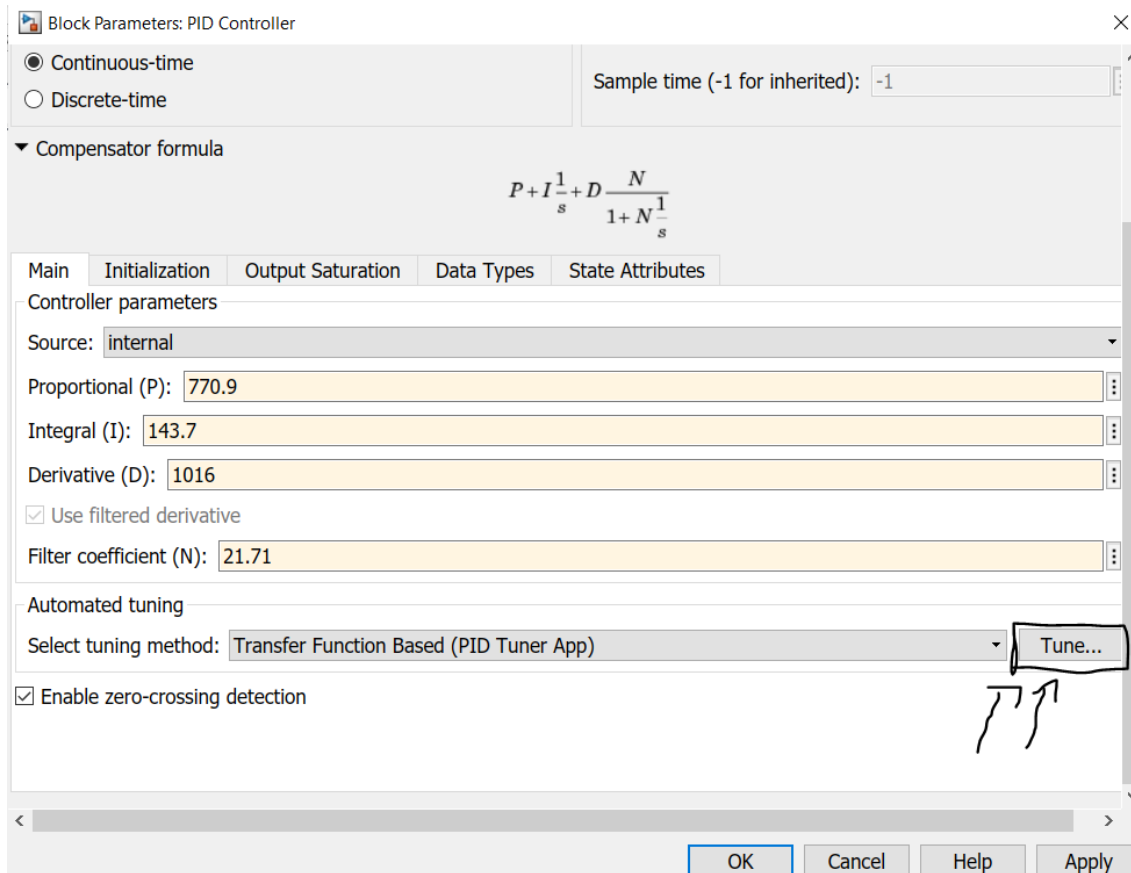 Block Parameters: PID Controller
Continuous-time
Discrete-time
Sample time (-1 for inherited): -1
Compensator formula
P+I 1/s +D N/(1+N 1/s)
Main Initialization Output Saturation Data Types State Attributes
Controller parameters
Source: internal
Proportional (P): 770.9
Integral (I): 143.7
Derivative (D): 1016
Use filtered derivative
Filter coefficient (N): 21.71
Automated tuning
Select tuning method: Transfer Function Based (PID Tuner App) Tune...
Enable zero-crossing detection
OK Cancel Help Apply